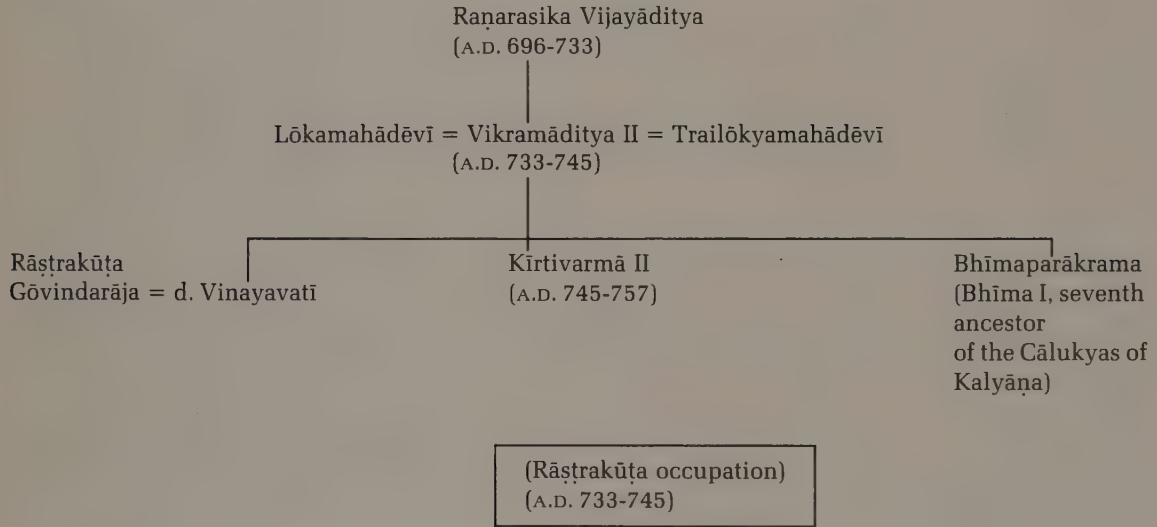 Raṇarasika Vijayāditya
(A.D. 696-733)
Lōkamahādēvī = Vikramāditya II = Trailōkyamahādēvī
(A.D. 733-745)
Rāṣṭrakūṭa
Gōvindarāja = d. Vinayavatī
Kīrtivarmā II
(A.D. 745-757)
Bhīmaparākrama
(Bhīma I, seventh
ancestor
of the Cālukyas of
Kalyāṇa)
(Rāṣṭrakūṭa occupation)
(A.D. 733-745)